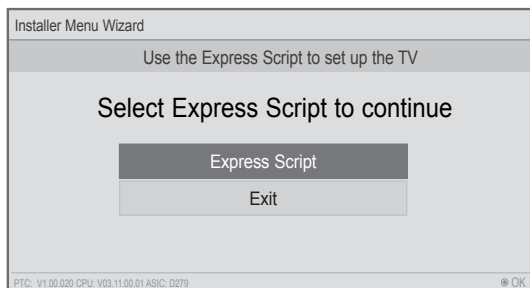 Installer Menu Wizard
Use the Express Script to set up the TV
Select Express Script to continue
Express Script
Exit
PTC: V1.00.020 CPU: V03.11.00.01 ASIC: D279 ◉ OK